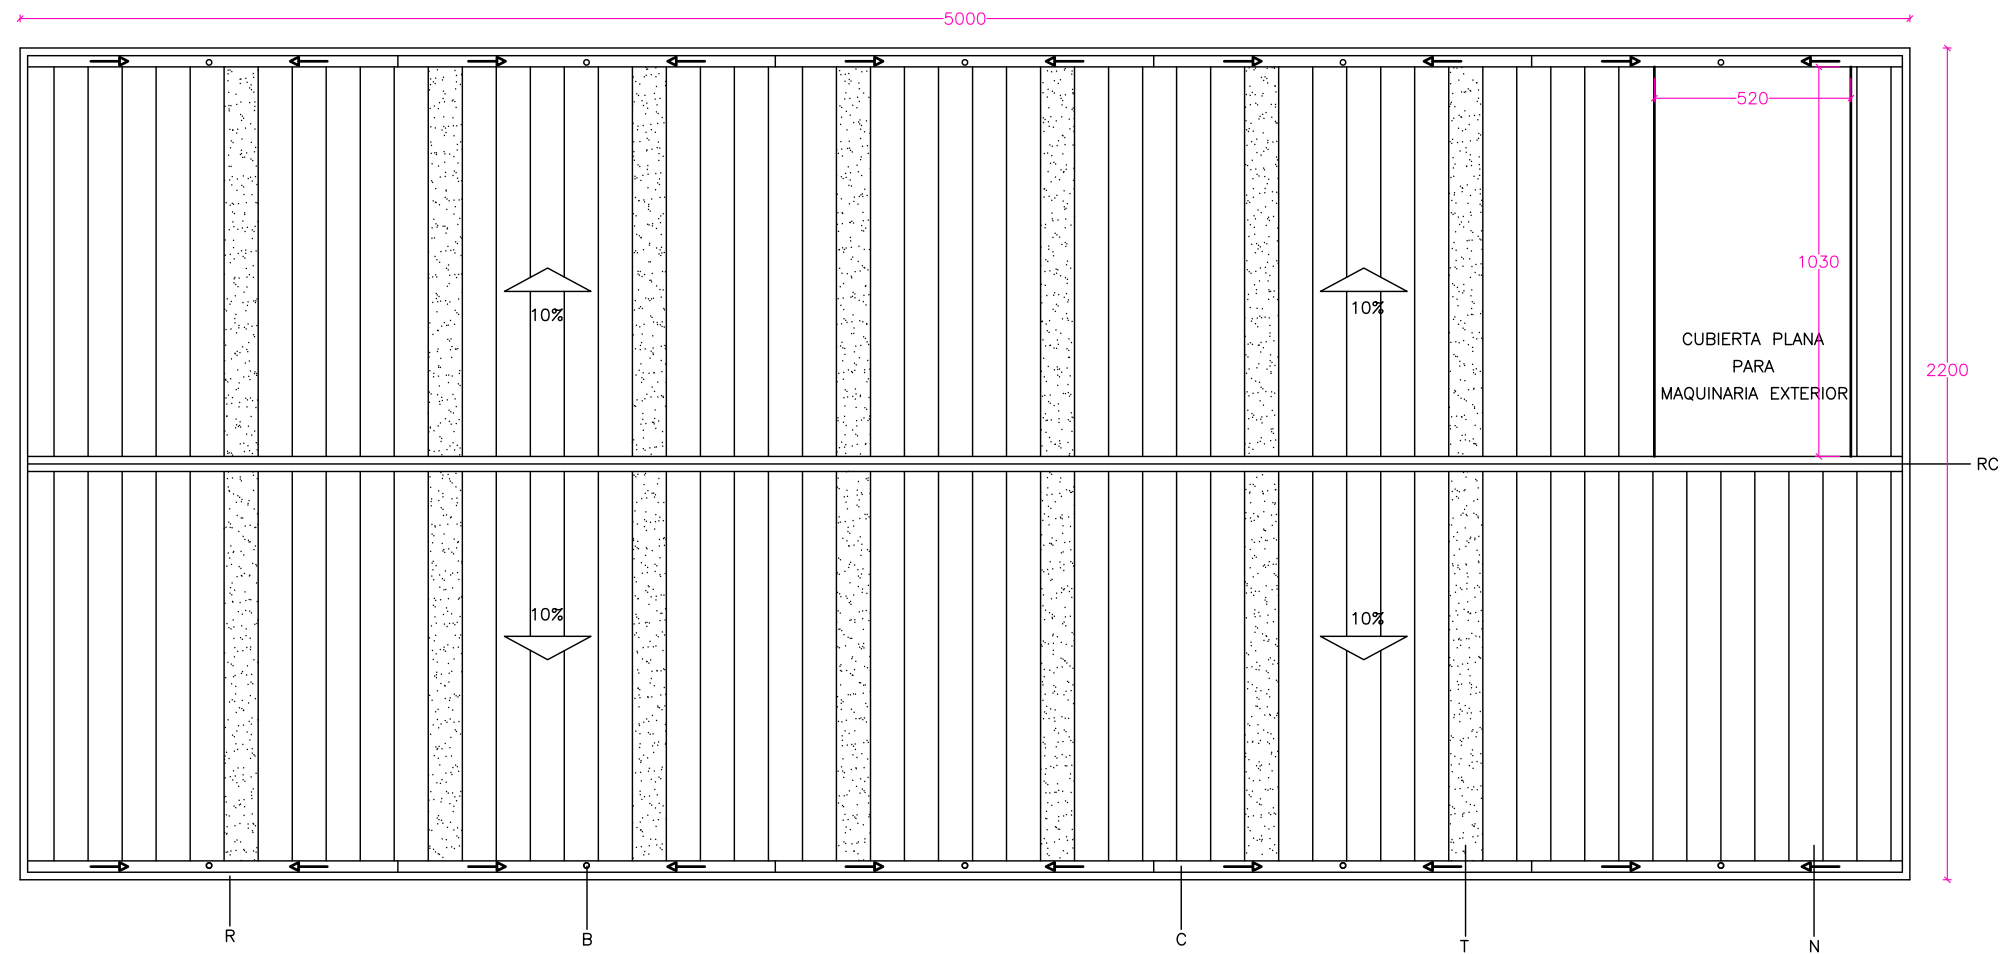 5000
520
1030
10%
10%
CUBIERTA PLANA
PARA
MAQUINARIA EXTERIOR
2200
RC
10%
10%
R
B
C
T
N